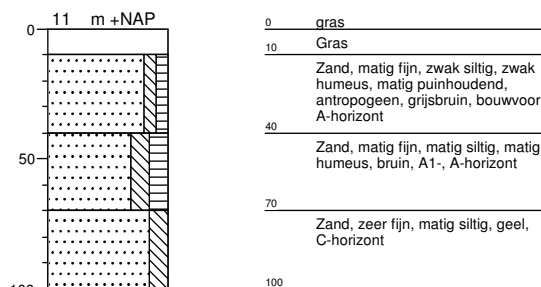 11 m +NAP
0
50
100
0 gras
10 Gras
Zand, matig fijn, zwak siltig, zwak
humeus, matig puinhoudend,
antropogeen, grijsbruin, bouwvoor
A-horizont
40
Zand, matig fijn, matig siltig, matig
humeus, bruin, A1-, A-horizont
70
Zand, zeer fijn, matig siltig, geel,
C-horizont
100